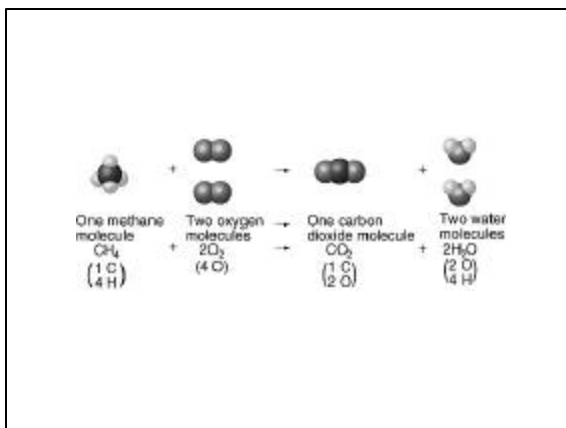 + → +
One methane Two oxygen → One carbon Two water
molecule molecules dioxide molecule molecules
CH₄ + 2O₂ → CO₂ + 2H₂O
(1 C (4 O) (1 C (2 O
4 H) 2 O) 4 H)